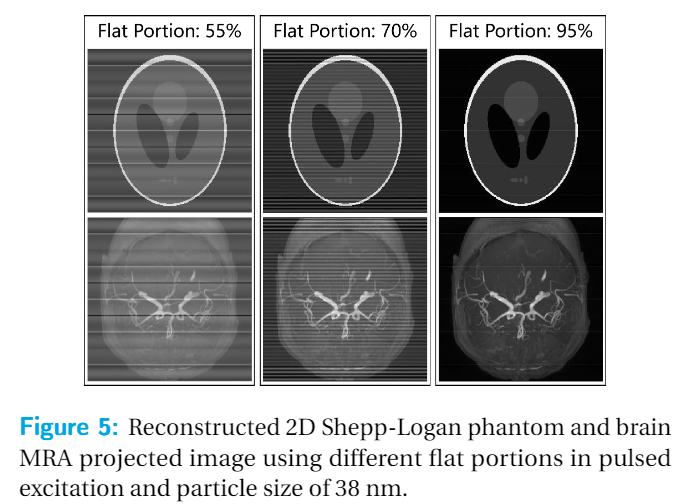 Flat Portion: 55% Flat Portion: 70% Flat Portion: 95%
Figure 5: Reconstructed 2D Shepp-Logan phantom and brain
MRA projected image using different flat portions in pulsed
excitation and particle size of 38 nm.